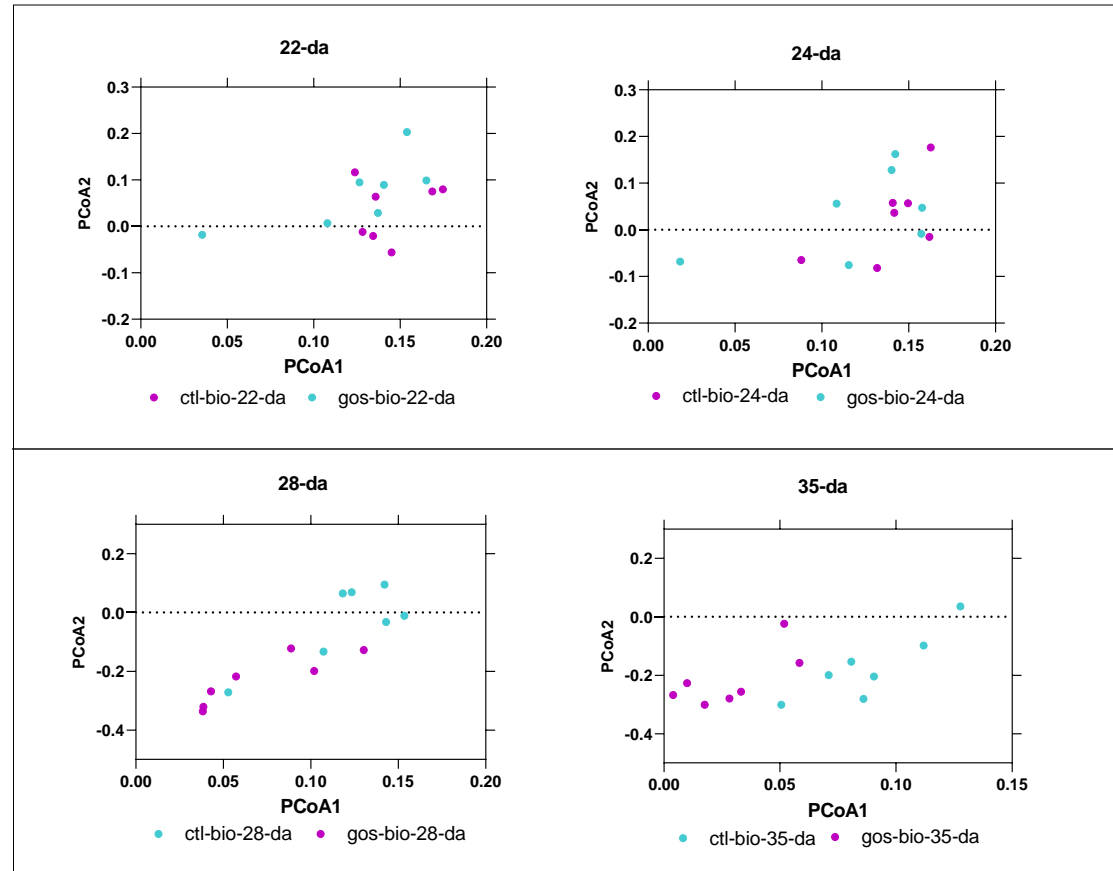 22-da
0.3
0.2
0.1
0.0
-0.1
-0.2
PCoA2
0.00 0.05 0.10 0.15 0.20
PCoA1
ctl-bio-22-da gos-bio-22-da
24-da
0.3
0.2
0.1
0.0
-0.1
-0.2
PCoA2
0.00 0.05 0.10 0.15 0.20
PCoA1
ctl-bio-24-da gos-bio-24-da
28-da
0.2
0.0
-0.2
-0.4
PCoA2
0.00 0.05 0.10 0.15 0.20
PCoA1
ctl-bio-28-da gos-bio-28-da
35-da
0.2
0.0
-0.2
-0.4
PCoA2
0.00 0.05 0.10 0.15
PCoA1
ctl-bio-35-da gos-bio-35-da